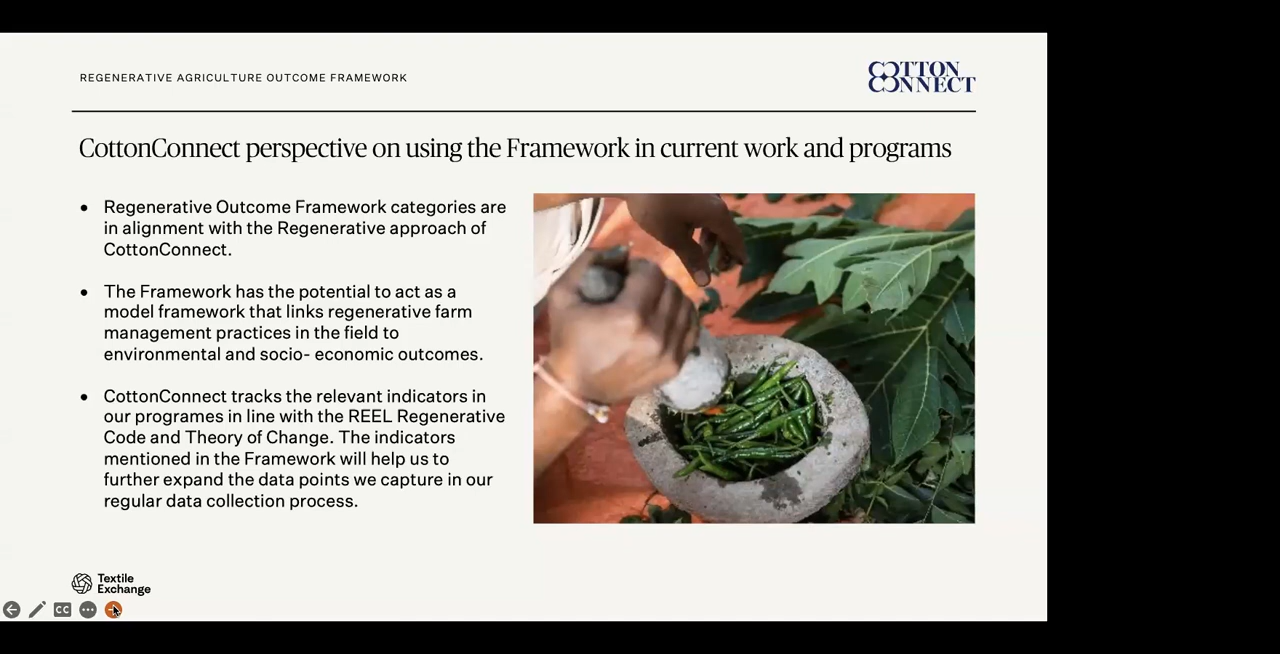 REGENERATIVE AGRICULTURE OUTCOME FRAMEWORK
COTTON
CONNECT
CottonConnect perspective on using the Framework in current work and programs
• Regenerative Outcome Framework categories are
in alignment with the Regenerative approach of
CottonConnect.
• The Framework has the potential to act as a
model framework that links regenerative farm
management practices in the field to
environmental and socio- economic outcomes.
• CottonConnect tracks the relevant indicators in
our programes in line with the REEL Regenerative
Code and Theory of Change. The indicators
mentioned in the Framework will help us to
further expand the data points we capture in our
regular data collection process.
Textile
Exchange
CC